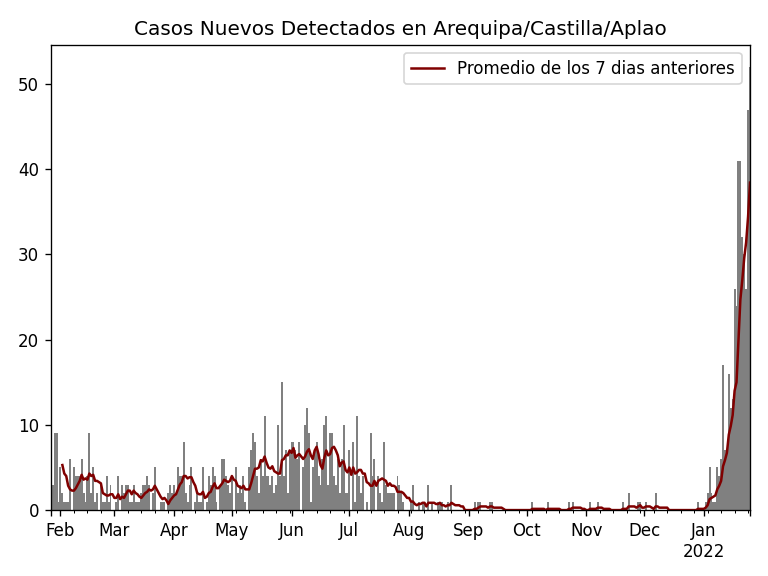 Casos Nuevos Detectados en Arequipa/Castilla/Aplao
Promedio de los 7 dias anteriores
50
40
30
20
10
0
Feb Mar Apr May Jun Jul Aug Sep Oct Nov Dec Jan
2022